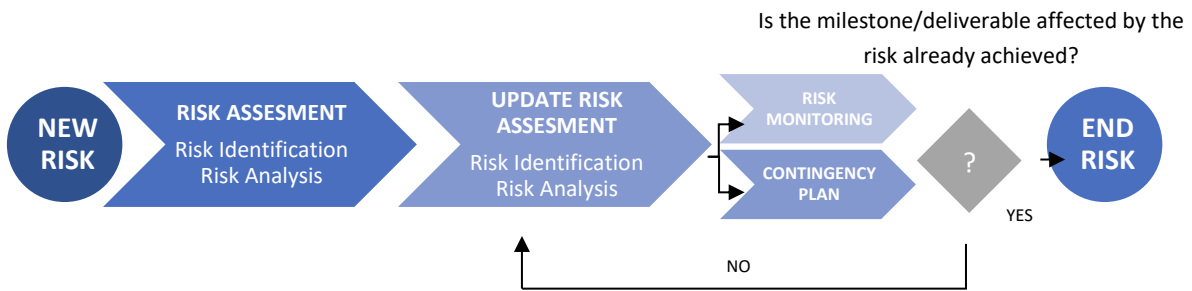 Is the milestone/deliverable affected by the
risk already achieved?
NEW
RISK
RISK ASSESMENT
Risk Identification
Risk Analysis
UPDATE RISK
ASSESMENT
Risk Identification
Risk Analysis
RISK
MONITORING
CONTINGENCY
PLAN
?
END
RISK
YES
NO